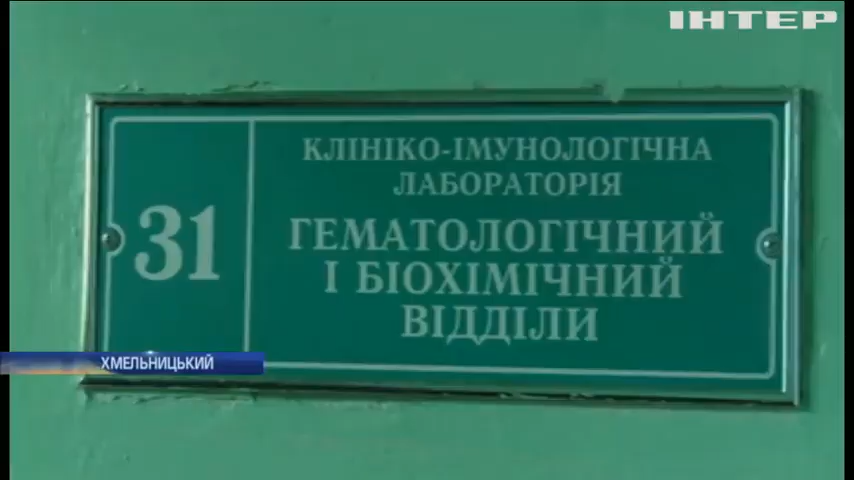 ІНТЕР
31
КЛІНІКО-ІМУНОЛОГІЧНА
ЛАБОРАТОРІЯ
ГЕМАТОЛОГІЧНИЙ
І БІОХІМІЧНИЙ
ВІДДІЛИ
ХМЕЛЬНИЦЬКИЙ